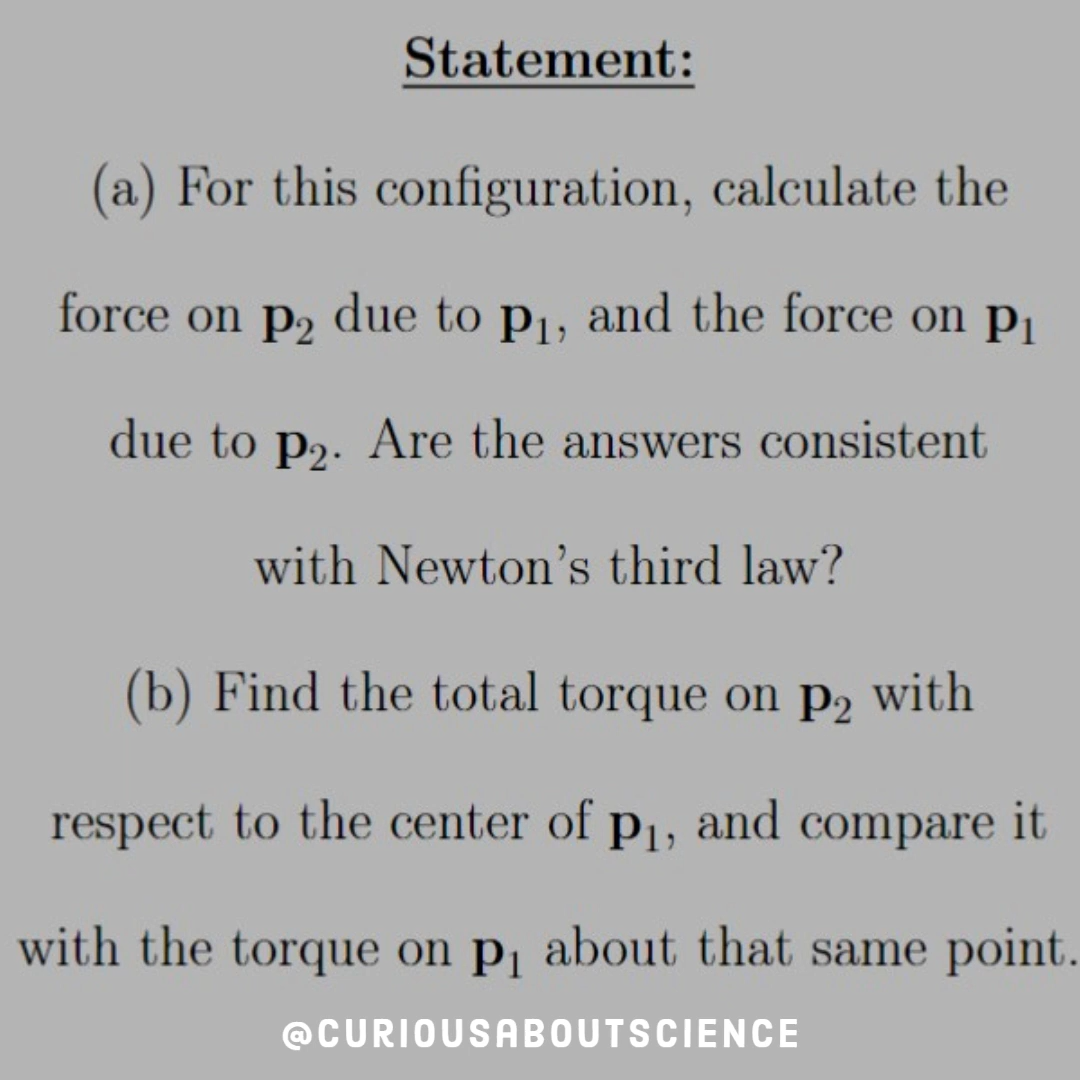 Statement:
(a) For this configuration, calculate the
force on p₂ due to p₁, and the force on p₁
due to p₂. Are the answers consistent
with Newton's third law?
(b) Find the total torque on p₂ with
respect to the center of p₁, and compare it
with the torque on p₁ about that same point.
@CURIOUSABOUTSCIENCE